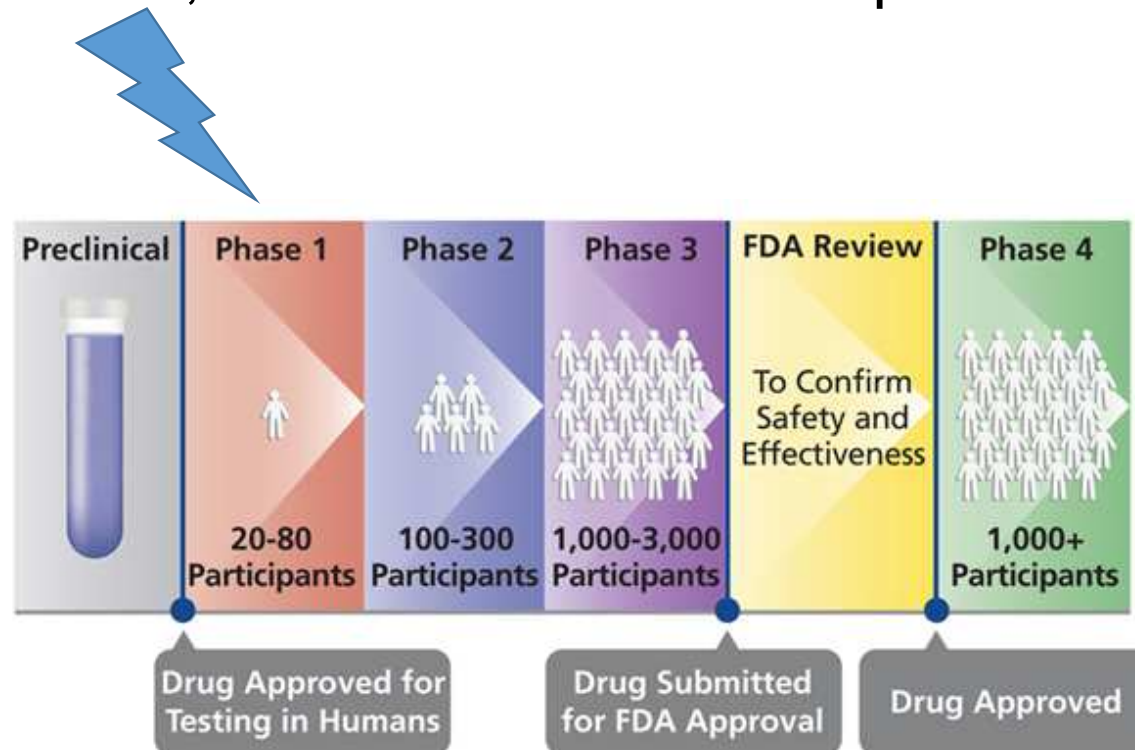 Preclinical
Phase 1
20-80
Participants
Phase 2
100-300
Participants
Phase 3
1,000-3,000
Participants
FDA Review
To Confirm
Safety and
Effectiveness
Phase 4
1,000+
Participants
Drug Approved for
Testing in Humans
Drug Submitted
for FDA Approval
Drug Approved